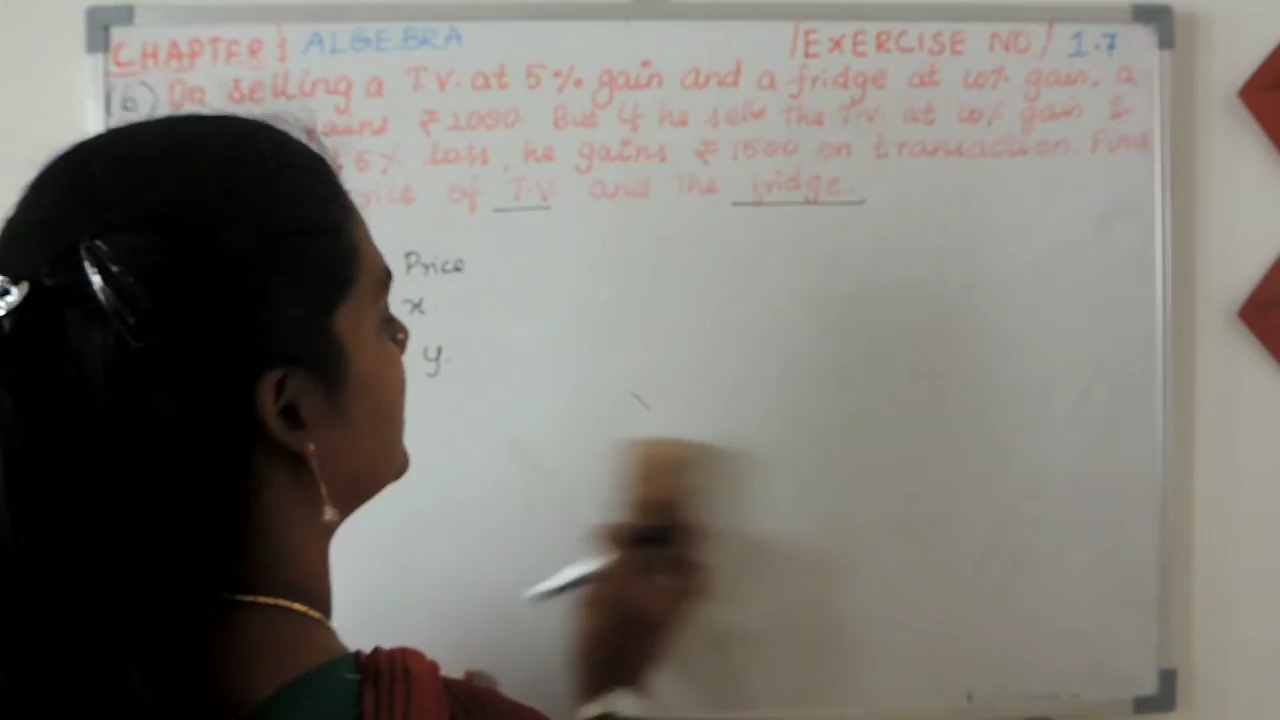 CHAPTER: ALGEBRA /EXERCISE NO/ 1.7
16) On selling a T.V. at 5% gain and a fridge at 10% gain, a
gains ₹2000. But if he sells the T.V. at 10% gain &
5% loss, he gains ₹1500 on transaction. Find
price of T.V and the fridge.
Price
x
y.